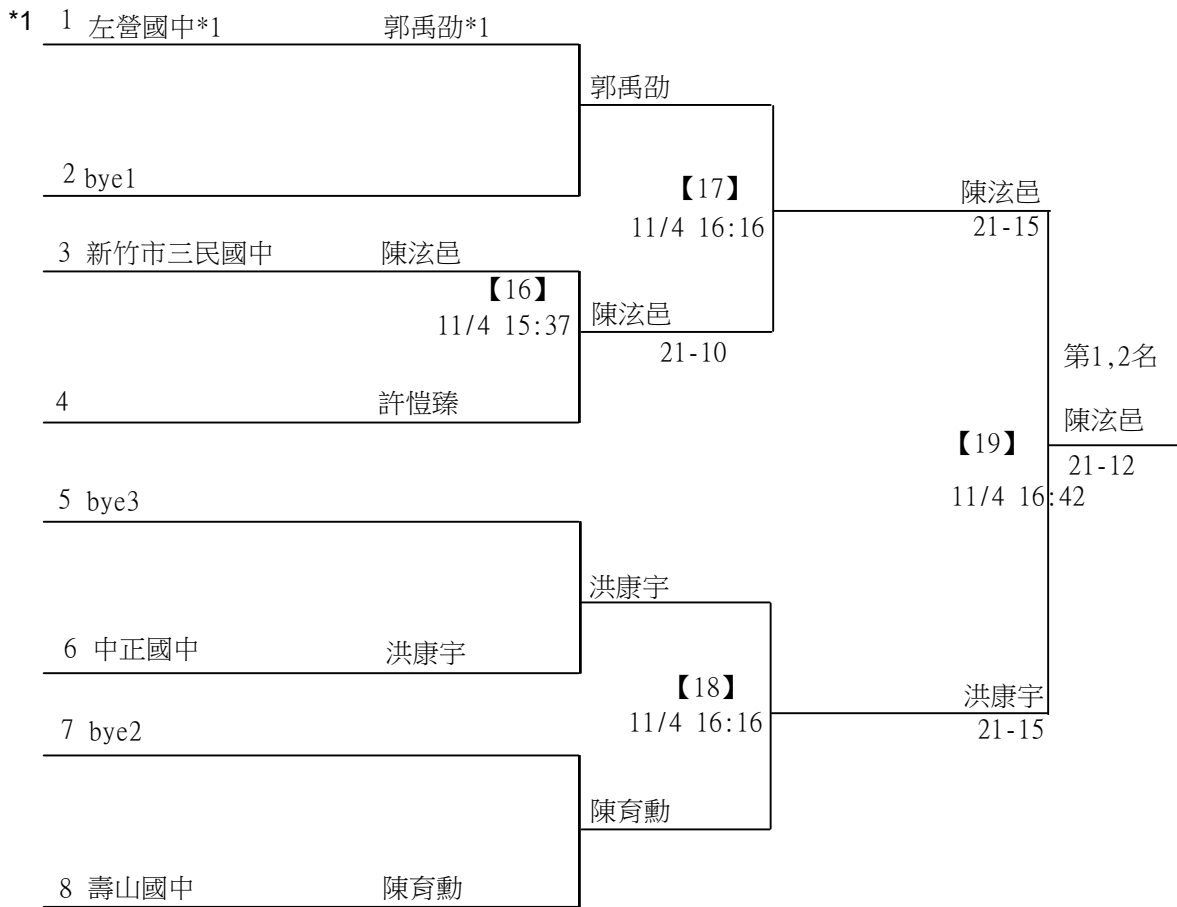 *1 1 左營國中*1 郭禹劭*1
郭禹劭
2 bye1
【17】
11/4 16:16
陳泫邑
21-15
3 新竹市三民國中 陳泫邑
【16】
11/4 15:37
陳泫邑
21-10
第1,2名
4 許愷臻
陳泫邑
【19】
21-12
11/4 16:42
5 bye3
洪康宇
6 中正國中 洪康宇
【18】
11/4 16:16
洪康宇
21-15
7 bye2
陳育勳
8 壽山國中 陳育勳